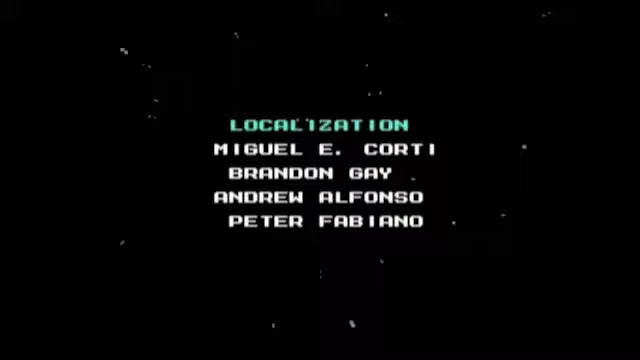 LOCALIZATION
MIGUEL E. CORTI
BRANDON GAY
ANDREW ALFONSO
PETER FABIANO